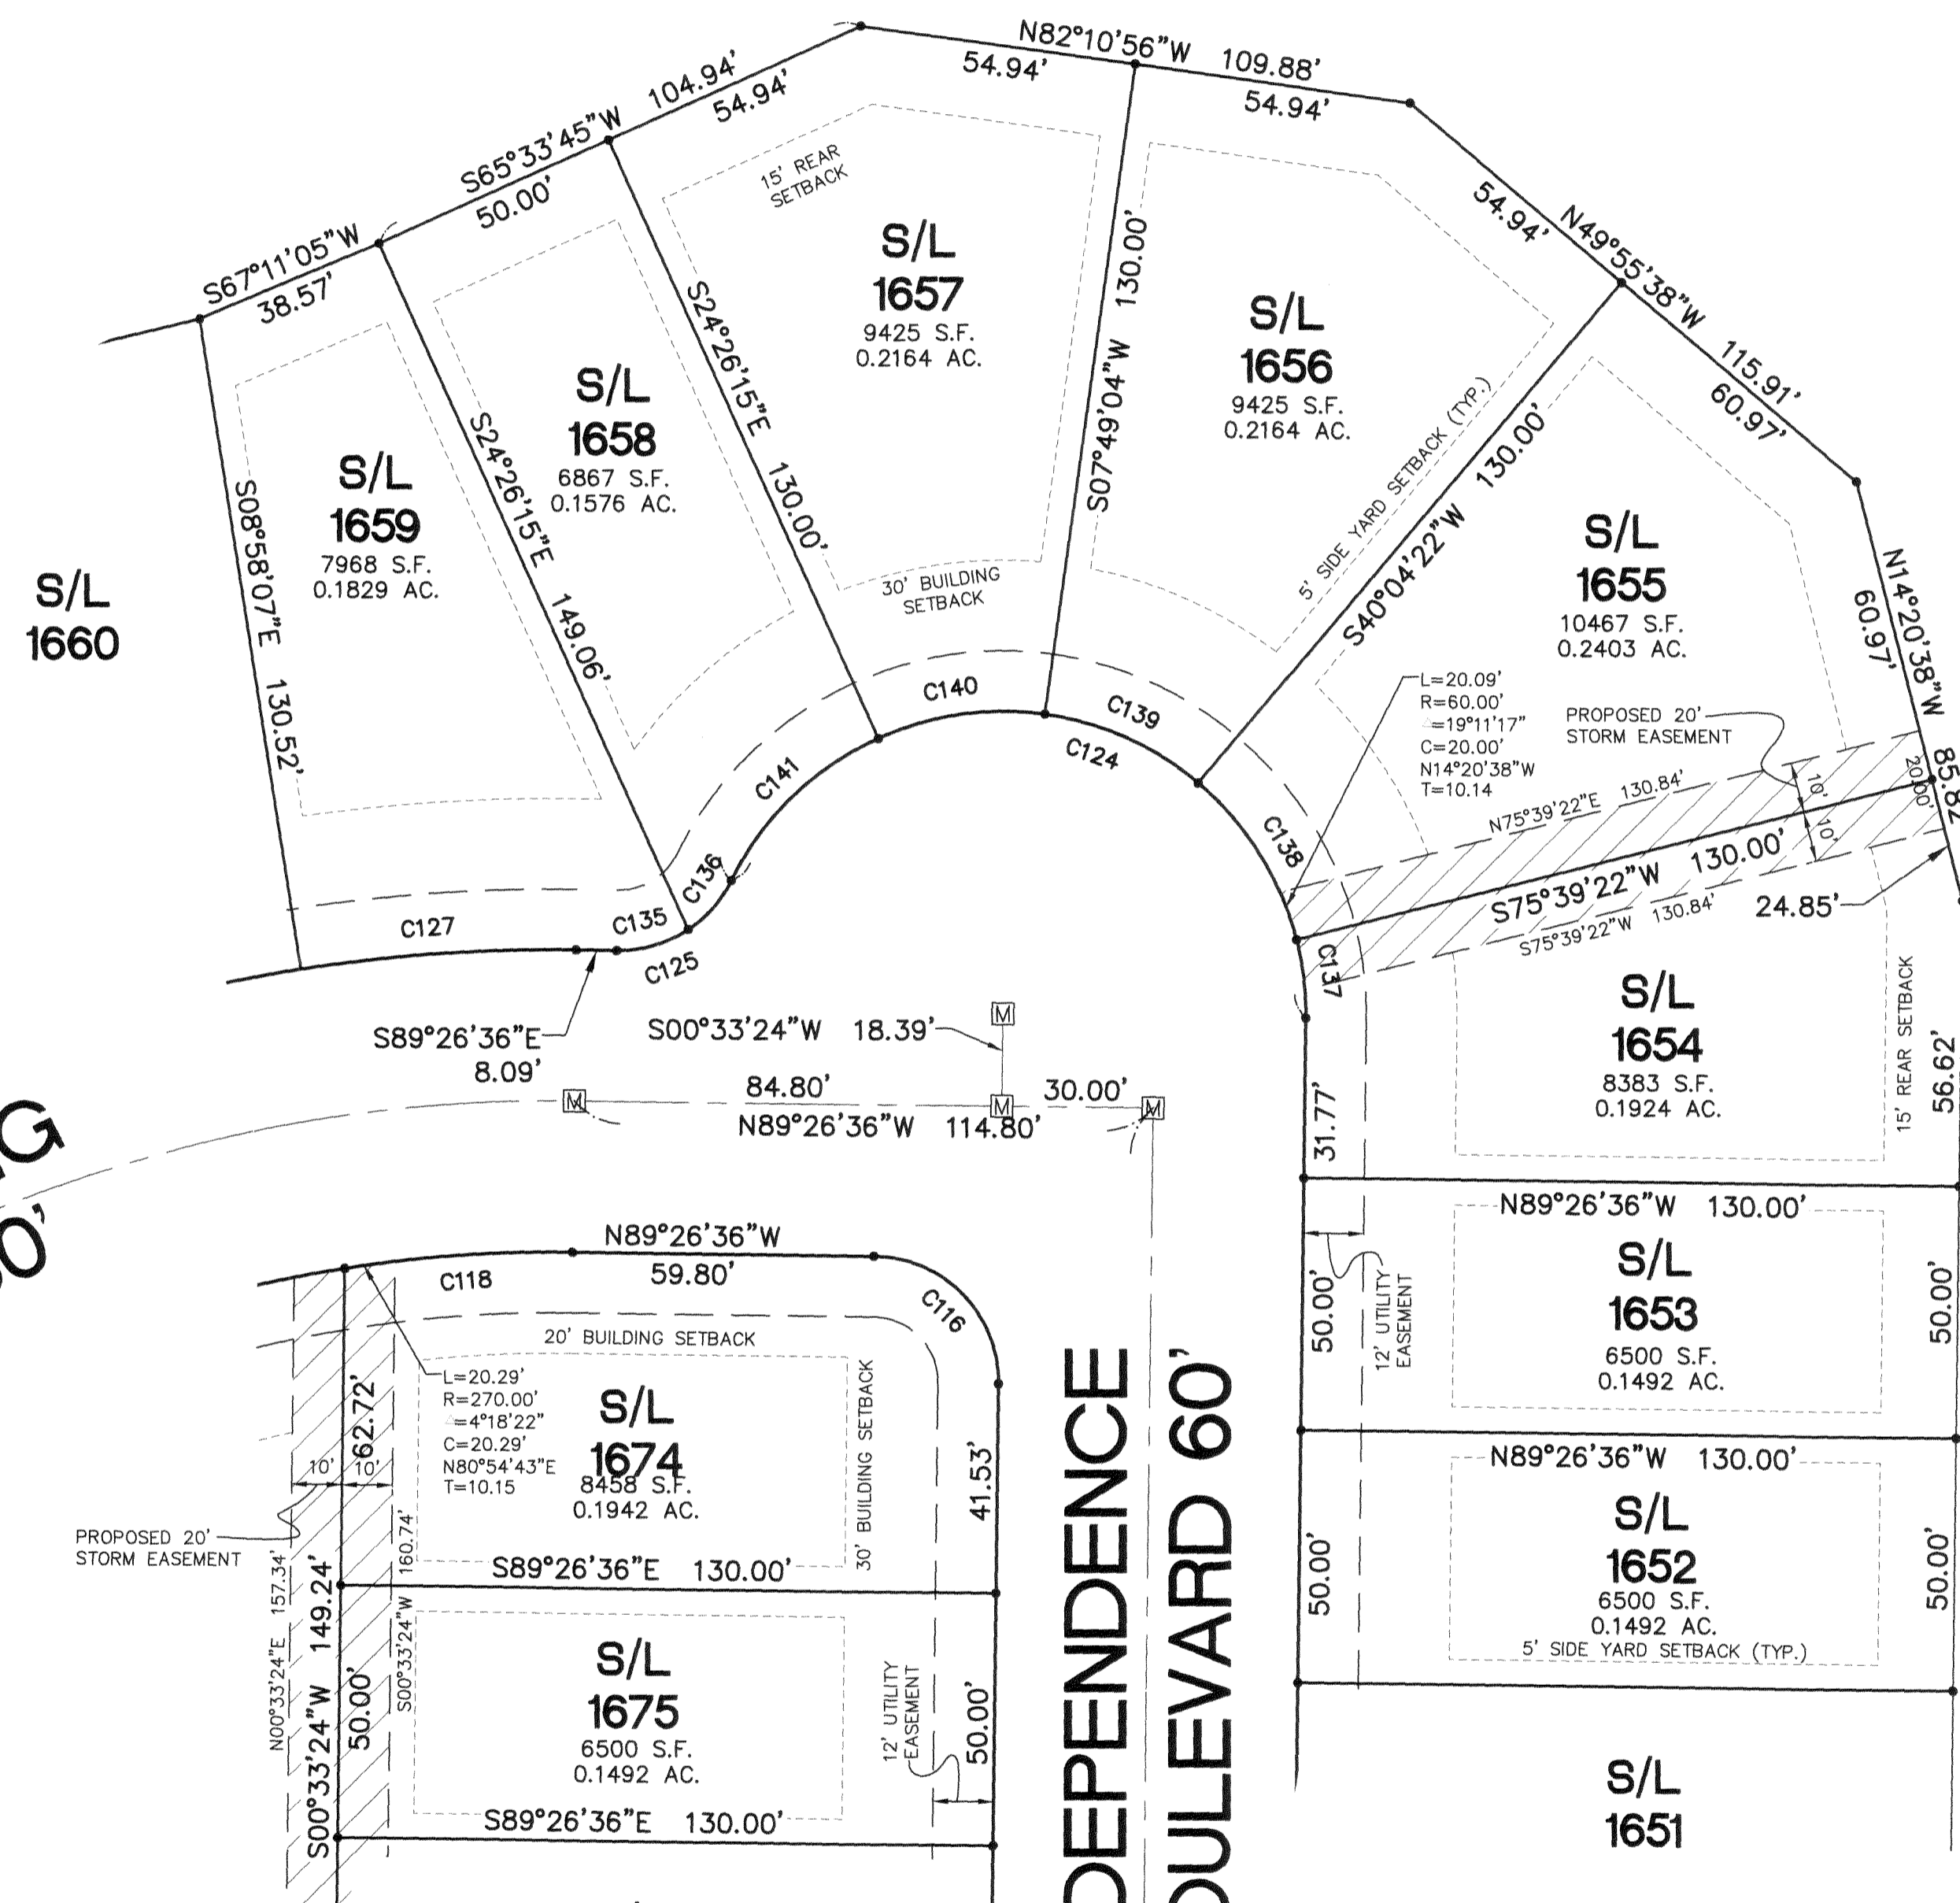 N82°10'56"W 109.88'
54.94'
54.94'
S65°33'45"W 104.94'
54.94'
50.00'
S67°11'05"W
38.57'
15' REAR
SETBACK
54.94'
N49°55'38"W 115.91'
60.97'
S/L
1657
9425 S.F.
0.2164 AC.
S07°49'04"W 130.00'
S/L
1656
9425 S.F.
0.2164 AC.
S24°26'15"E 130.00'
S/L
1658
6867 S.F.
0.1576 AC.
S24°26'15"E 149.06'
S/L
1659
7968 S.F.
0.1829 AC.
S08°58'07"E 130.52'
S/L
1660
5' SIDE YARD SETBACK (TYP.)
S40°04'22"W 130.00'
S/L
1655
10467 S.F.
0.2403 AC.
N14°20'38"W
60.97'
85.82
20.00'
30' BUILDING
SETBACK
L=20.09'
R=60.00'
△=19°11'17"
C=20.00'
N14°20'38"W
T=10.14
PROPOSED 20'
STORM EASEMENT
N75°39'22"E 130.84'
10'
10'
S75°39'22"W 130.00'
S75°39'22"W 130.84'
24.85'
C140
C139
C124
C141
C138
C136
C135
C127
C125
C137
S89°26'36"E
8.09'
S00°33'24"W 18.39'
M
M
M
M
84.80'
30.00'
N89°26'36"W 114.80'
31.77'
S/L
1654
8383 S.F.
0.1924 AC.
15' REAR SETBACK
56.62'
G
0'
N89°26'36"W
59.80'
C118
C116
20' BUILDING SETBACK
L=20.29'
R=270.00'
△=4°18'22"
C=20.29'
N80°54'43"E
T=10.15
S/L
1674
8458 S.F.
0.1942 AC.
30' BUILDING SETBACK
41.53'
62.72'
10'
10'
160.74'
PROPOSED 20'
STORM EASEMENT
S89°26'36"E 130.00'
N00°33'24"E 157.34'
S00°33'24"W 149.24'
50.00'
S00°33'24"W
S/L
1675
6500 S.F.
0.1492 AC.
12' UTILITY
EASEMENT
50.00'
S89°26'36"E 130.00'
DEPENDENCE
OULEVARD 60'
N89°26'36"W 130.00'
50.00'
12' UTILITY
EASEMENT
S/L
1653
6500 S.F.
0.1492 AC.
50.00'
N89°26'36"W 130.00'
50.00'
S/L
1652
6500 S.F.
0.1492 AC.
5' SIDE YARD SETBACK (TYP.)
50.00'
S/L
1651